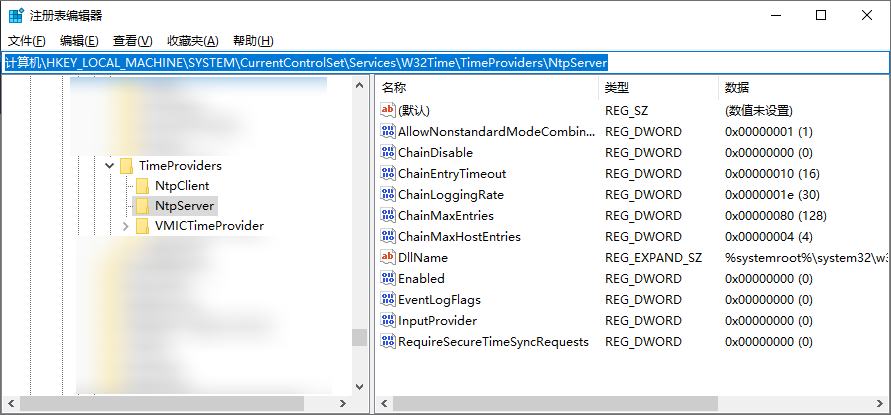 注册表编辑器
文件(F) 编辑(E) 查看(V) 收藏夹(A) 帮助(H)
计算机\HKEY_LOCAL_MACHINE\SYSTEM\CurrentControlSet\Services\W32Time\TimeProviders\NtpServer
TimeProviders
NtpClient
NtpServer
VMICTimeProvider
名称 类型 数据
(默认) REG_SZ (数值未设置)
AllowNonstandardModeCombin... REG_DWORD 0x00000001 (1)
ChainDisable REG_DWORD 0x00000000 (0)
ChainEntryTimeout REG_DWORD 0x00000010 (16)
ChainLoggingRate REG_DWORD 0x0000001e (30)
ChainMaxEntries REG_DWORD 0x00000080 (128)
ChainMaxHostEntries REG_DWORD 0x00000004 (4)
DllName REG_EXPAND_SZ %systemroot%\system32\w3
Enabled REG_DWORD 0x00000000 (0)
EventLogFlags REG_DWORD 0x00000000 (0)
InputProvider REG_DWORD 0x00000000 (0)
RequireSecureTimeSyncRequests REG_DWORD 0x00000000 (0)